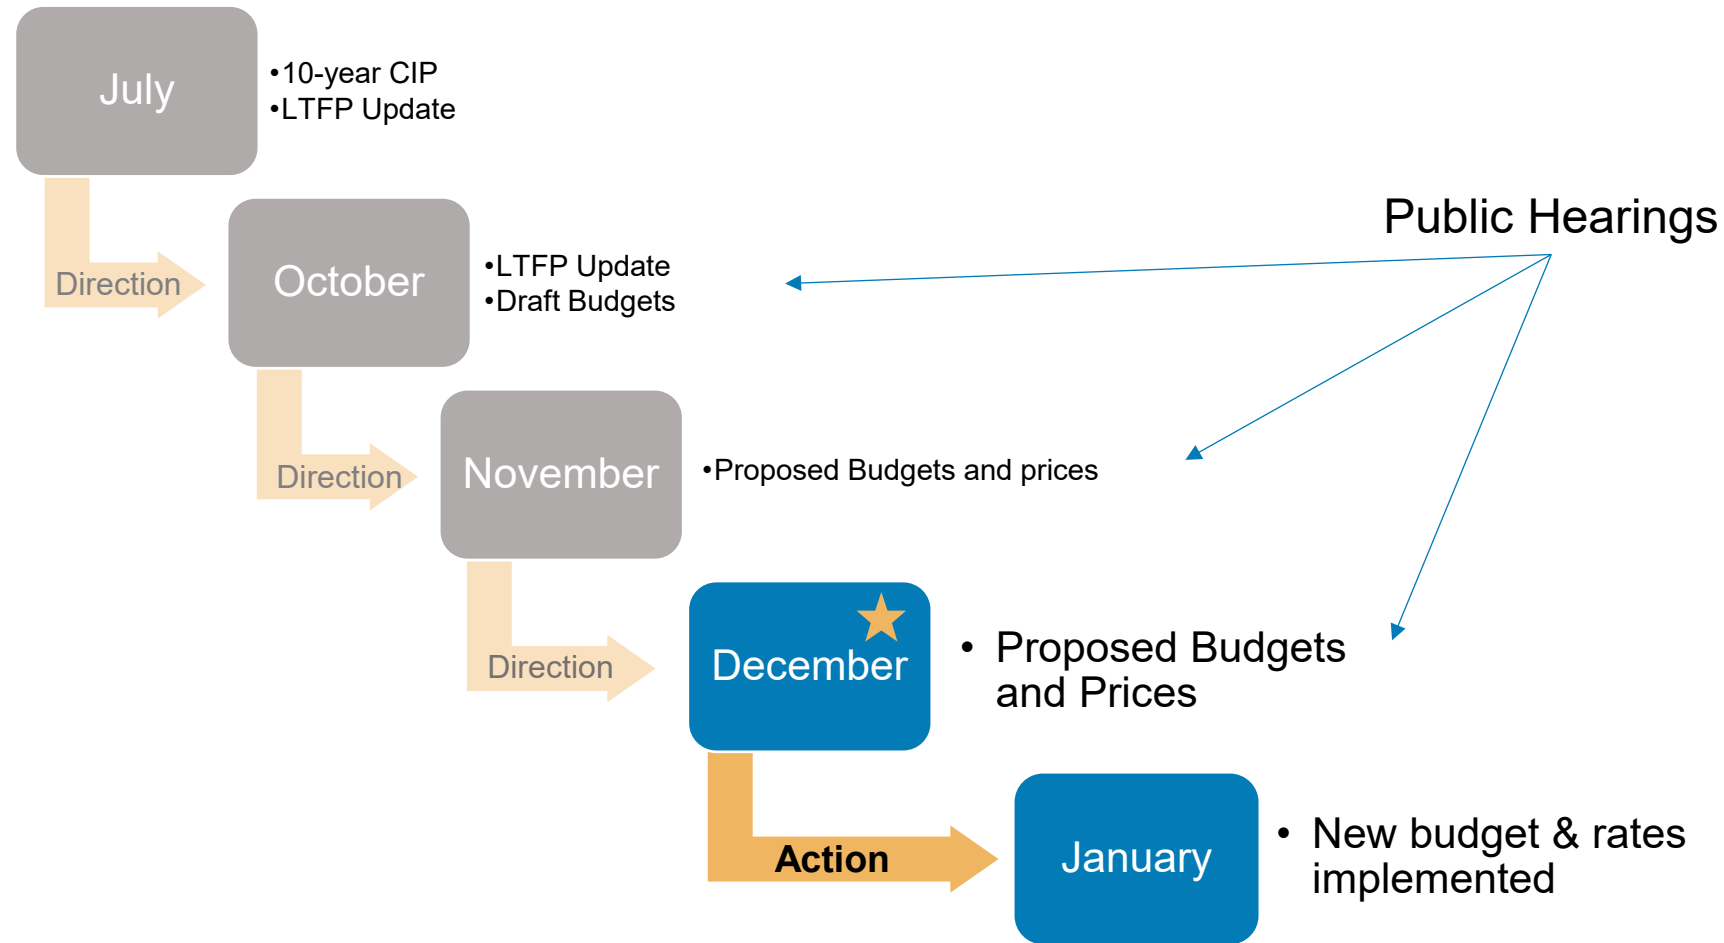 July
•10-year CIP
•LTFP Update
Direction
October
•LTFP Update
•Draft Budgets
Public Hearings
Direction
November
•Proposed Budgets and prices
Direction
December
• Proposed Budgets
and Prices
Action
January
• New budget & rates
implemented